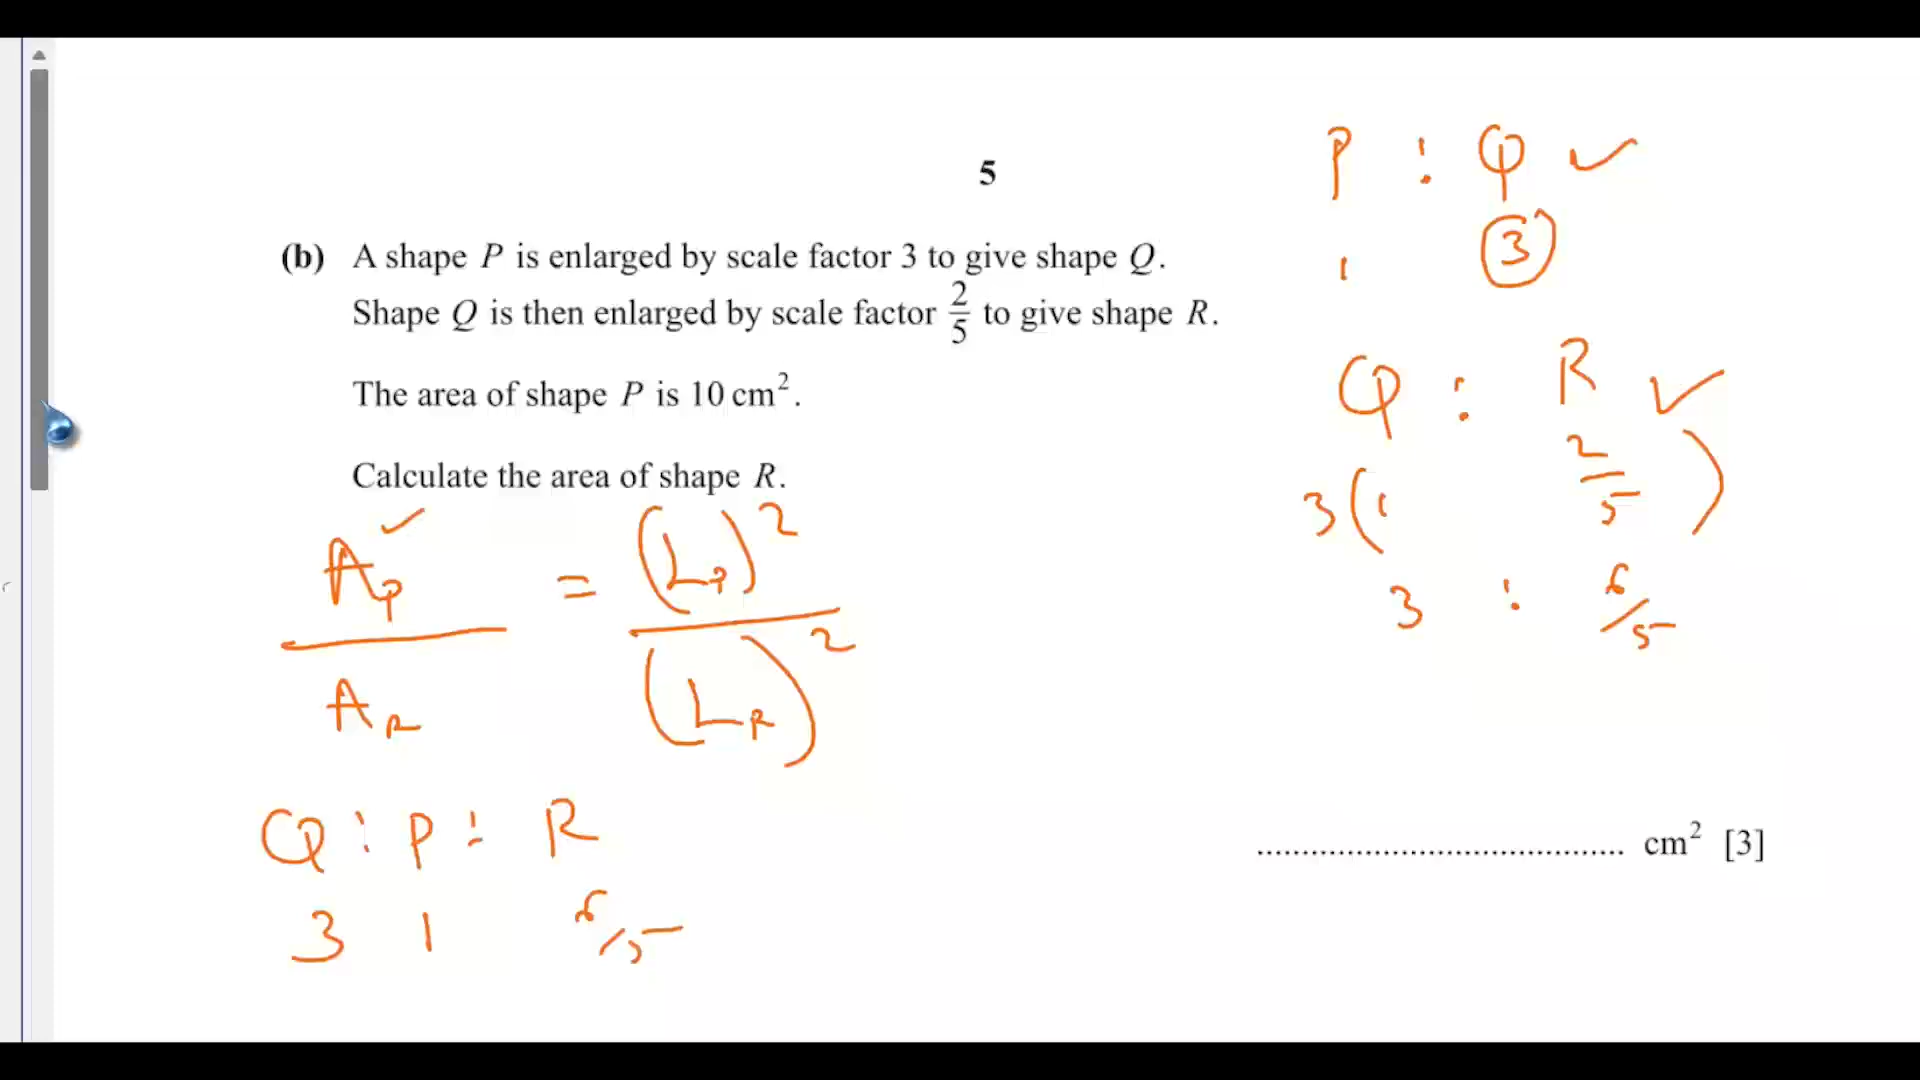 5
(b) A shape P is enlarged by scale factor 3 to give shape Q.
Shape Q is then enlarged by scale factor 2/5 to give shape R.
The area of shape P is 10 cm².
Calculate the area of shape R.
A_P / A_R = (L_P)² / (L_R)²
Q : P : R
3 1 6/5
P : Q ✓
1 3
Q : R ✓
3 ( 1 2/5 )
3 : 6/5
........................................ cm² [3]